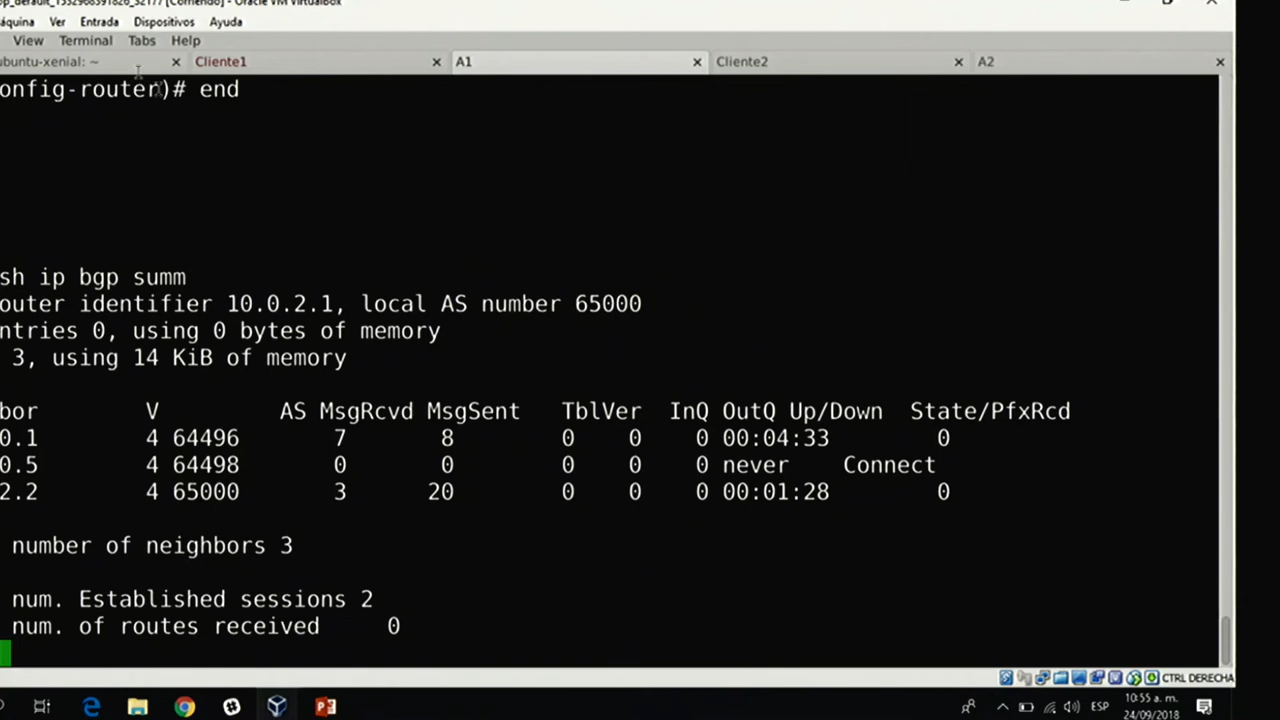 [Corriendo] - Oracle VM VirtualBox
Ver Entrada Dispositivos Ayuda
View Terminal Tabs Help
ubuntu-xenial: ~ Cliente1 A1 Cliente2 A2
onfig-router)# end
sh ip bgp summ
outer identifier 10.0.2.1, local AS number 65000
ntries 0, using 0 bytes of memory
3, using 14 KiB of memory
bor V AS MsgRcvd MsgSent TblVer InQ OutQ Up/Down State/PfxRcd
0.1 4 64496 7 8 0 0 0 00:04:33 0
0.5 4 64498 0 0 0 0 0 never Connect
2.2 4 65000 3 20 0 0 0 00:01:28 0
number of neighbors 3
num. Established sessions 2
num. of routes received 0
CTRL DERECHA
ESP
10:55 a. m.
24/09/2018